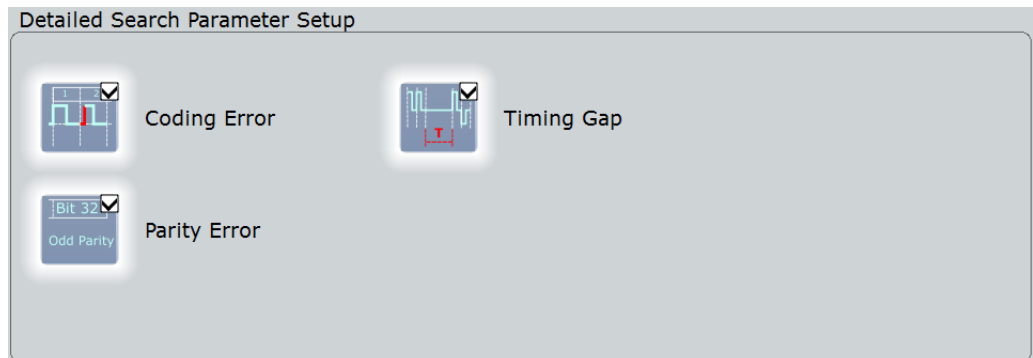 Detailed Search Parameter Setup
1 2
Coding Error
T
Timing Gap
Bit 32
Odd Parity
Parity Error